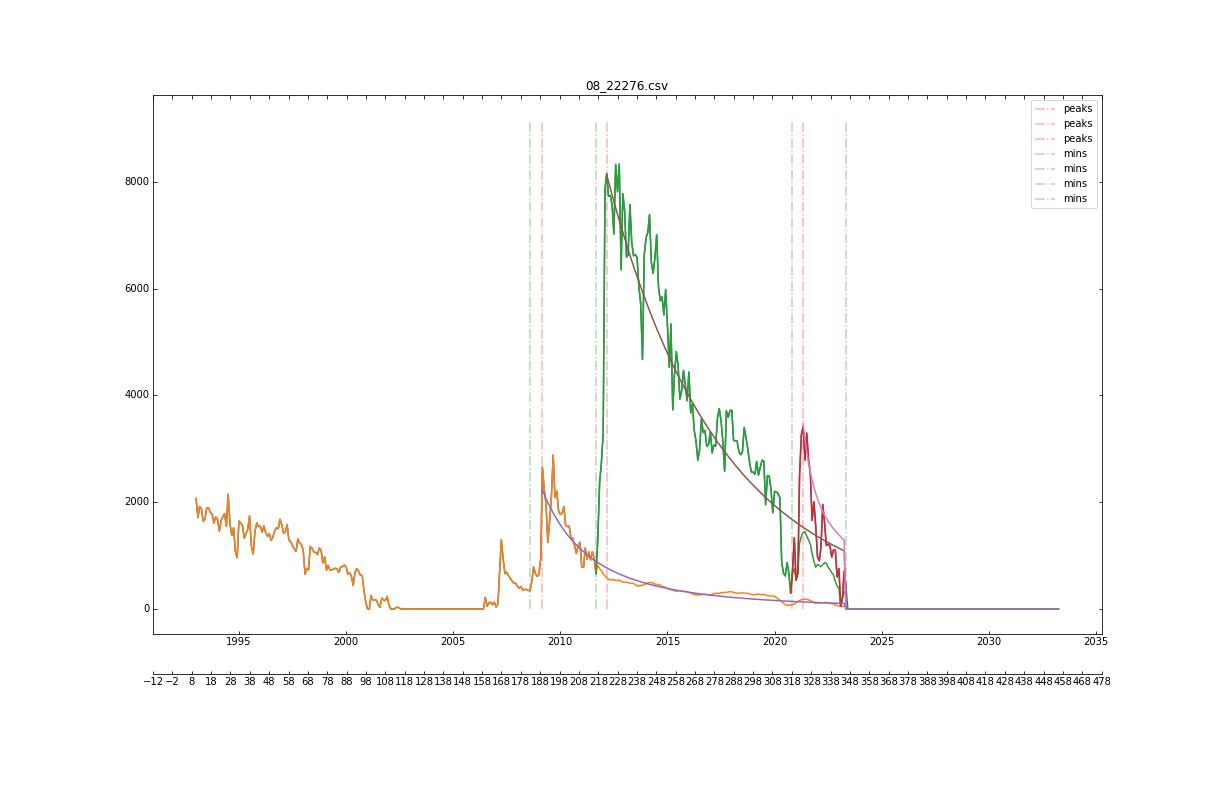 08_22276.csv
peaks
peaks
peaks
mins
mins
mins
mins
8000
6000
4000
2000
0
1995 2000 2005 2010 2015 2020 2025 2030 2035
−12 −2 8 18 28 38 48 58 68 78 88 98 108 118 128 138 148 158 168 178 188 198 208 218 228 238 248 258 268 278 288 298 308 318 328 338 348 358 368 378 388 398 408 418 428 438 448 458 468 478